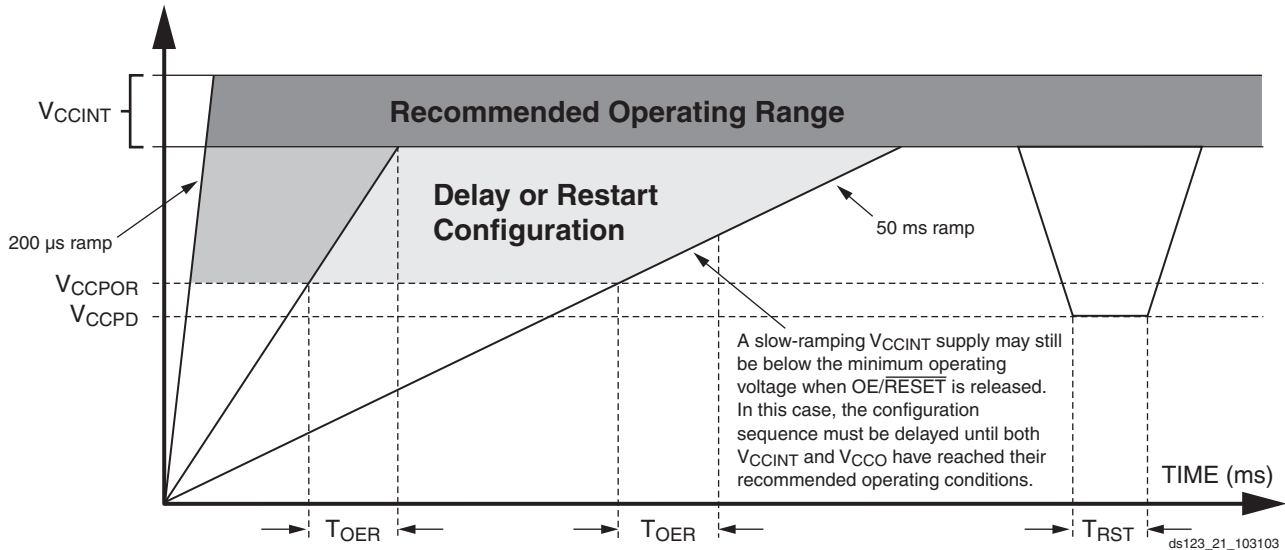 VCCINT
Recommended Operating Range
Delay or Restart
Configuration
200 µs ramp
50 ms ramp
VCCPOR
VCCPD
A slow-ramping VCCINT supply may still
be below the minimum operating
voltage when OE/RESET is released.
In this case, the configuration
sequence must be delayed until both
VCCINT and VCCO have reached their
recommended operating conditions.
TIME (ms)
TOER
TOER
TRST
ds123_21_103103